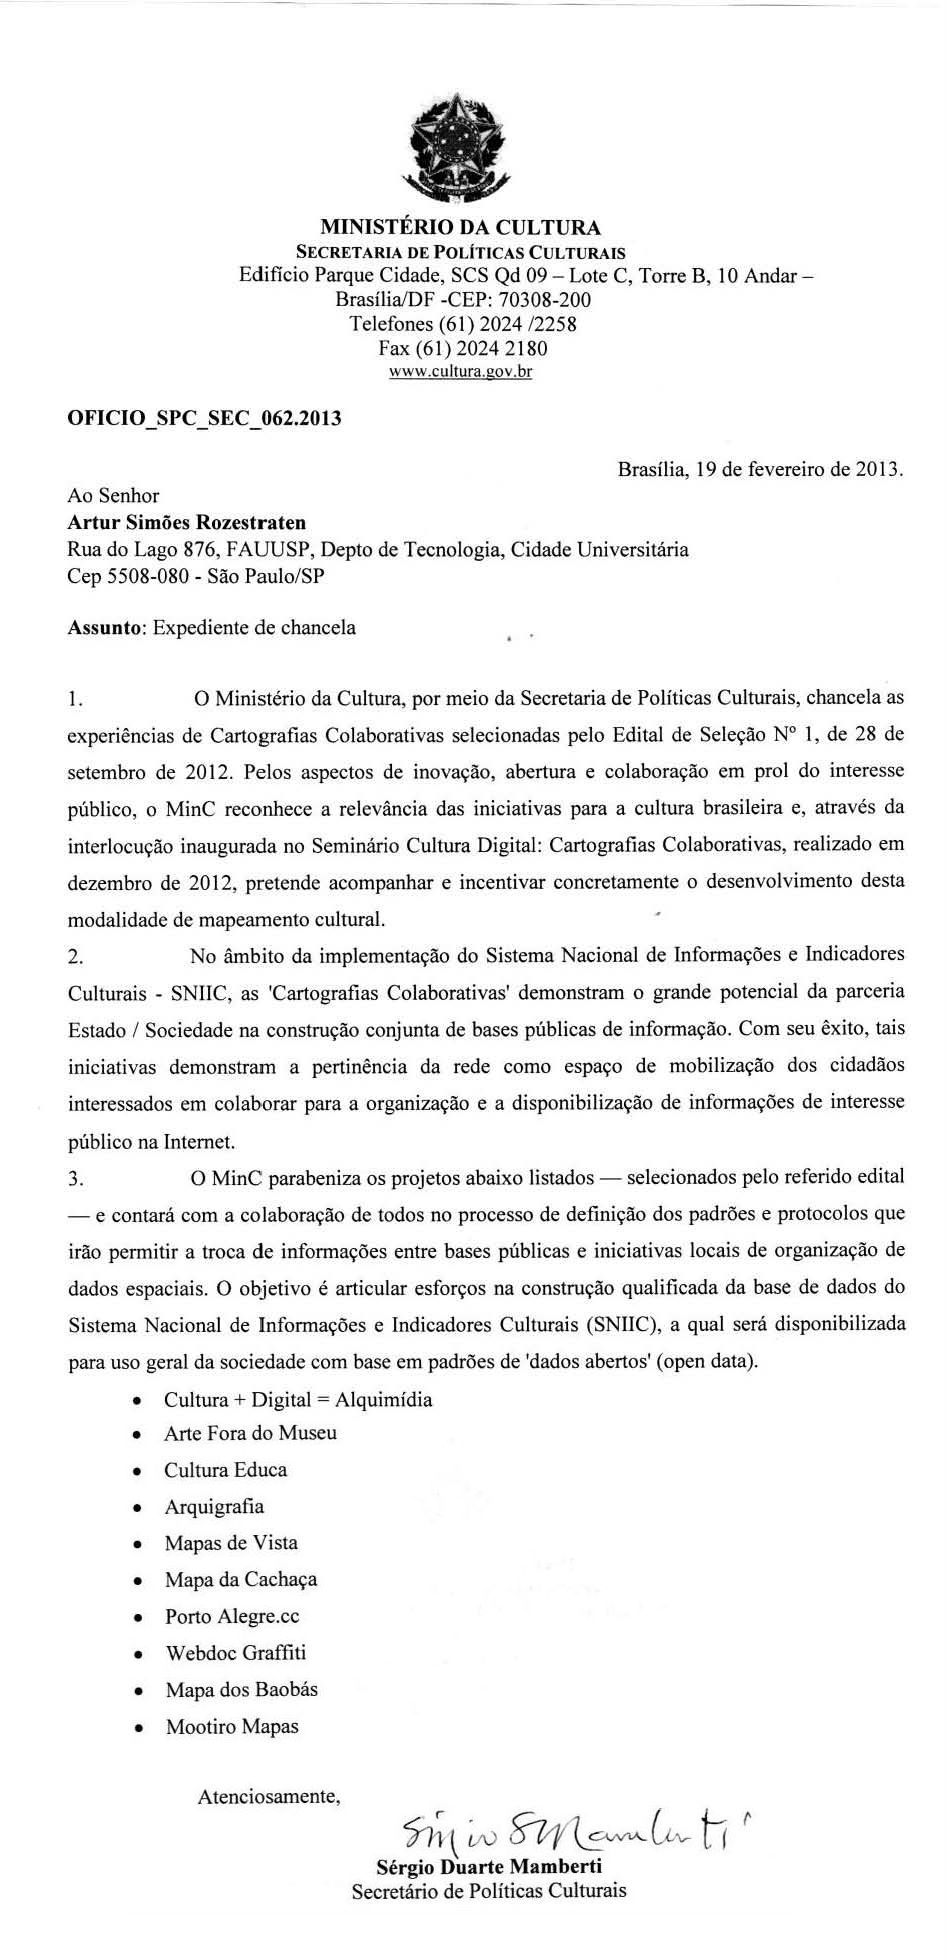 MINISTÉRIO DA CULTURA
SECRETARIA DE POLÍTICAS CULTURAIS
Edifício Parque Cidade, SCS Qd 09 – Lote C, Torre B, 10 Andar –
Brasília/DF -CEP: 70308-200
Telefones (61) 2024 /2258
Fax (61) 2024 2180
www.cultura.gov.br
OFICIO_SPC_SEC_062.2013
Brasília, 19 de fevereiro de 2013.
Ao Senhor
Artur Simões Rozestraten
Rua do Lago 876, FAUUSP, Depto de Tecnologia, Cidade Universitária
Cep 5508-080 - São Paulo/SP
Assunto: Expediente de chancela
1. O Ministério da Cultura, por meio da Secretaria de Políticas Culturais, chancela as
experiências de Cartografias Colaborativas selecionadas pelo Edital de Seleção Nº 1, de 28 de
setembro de 2012. Pelos aspectos de inovação, abertura e colaboração em prol do interesse
público, o MinC reconhece a relevância das iniciativas para a cultura brasileira e, através da
interlocução inaugurada no Seminário Cultura Digital: Cartografias Colaborativas, realizado em
dezembro de 2012, pretende acompanhar e incentivar concretamente o desenvolvimento desta
modalidade de mapeamento cultural.
2. No âmbito da implementação do Sistema Nacional de Informações e Indicadores
Culturais - SNIIC, as 'Cartografias Colaborativas' demonstram o grande potencial da parceria
Estado / Sociedade na construção conjunta de bases públicas de informação. Com seu êxito, tais
iniciativas demonstram a pertinência da rede como espaço de mobilização dos cidadãos
interessados em colaborar para a organização e a disponibilização de informações de interesse
público na Internet.
3. O MinC parabeniza os projetos abaixo listados — selecionados pelo referido edital
— e contará com a colaboração de todos no processo de definição dos padrões e protocolos que
irão permitir a troca de informações entre bases públicas e iniciativas locais de organização de
dados espaciais. O objetivo é articular esforços na construção qualificada da base de dados do
Sistema Nacional de Informações e Indicadores Culturais (SNIIC), a qual será disponibilizada
para uso geral da sociedade com base em padrões de 'dados abertos' (open data).
• Cultura + Digital = Alquimídia
• Arte Fora do Museu
• Cultura Educa
• Arquigrafia
• Mapas de Vista
• Mapa da Cachaça
• Porto Alegre.cc
• Webdoc Graffiti
• Mapa dos Baobás
• Mootiro Mapas
Atenciosamente,
Sérgio Duarte Mamberti
Secretário de Políticas Culturais